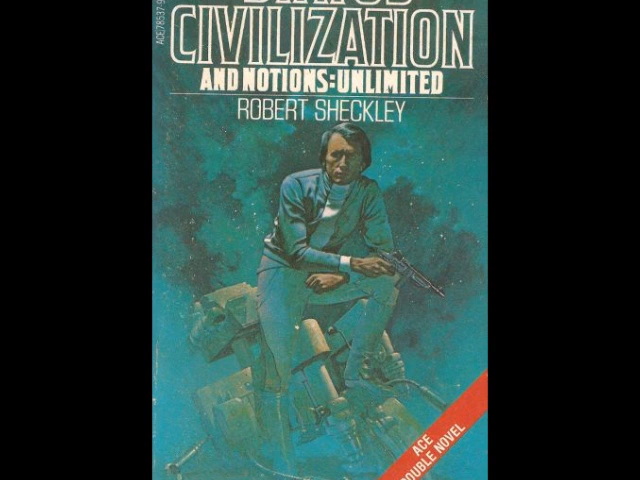 CIVILIZATION
AND NOTIONS:UNLIMITED
ROBERT SHECKLEY
ACE
DOUBLE NOVEL